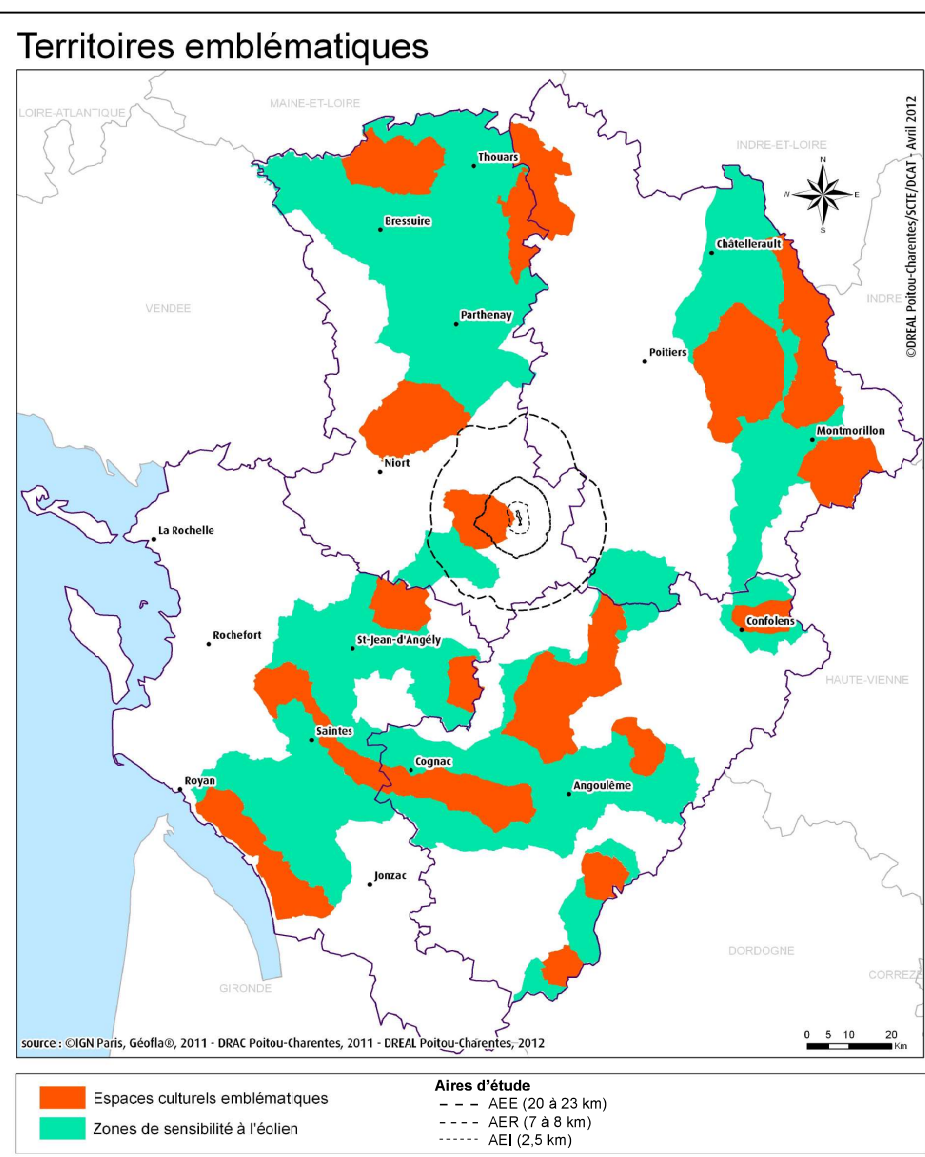 Territoires emblématiques
LOIRE-ATLANTIQUE
MAINE-ET-LOIRE
INDRE-ET-LOIRE
©DREAL Poitou-Charentes/SCTE/DCAT - Avril 2012
N
N
E
S
Thouars
Bressuire
Châtellerault
VENDEE
INDRE
Parthenay
Poitiers
Montmorillon
Niort
La Rochelle
Confolens
Rochefort
St-Jean-d'Angély
HAUTE-VIENNE
Saintes
Cognac
Royan
Angoulême
Jonzac
DORDOGNE
CORREZE
GIRONDE
source : ©IGN Paris, Géofla®, 2011 - DRAC Poitou-Charentes, 2011 - DREAL Poitou-Charentes, 2012
0 5 10 20
Km
Espaces culturels emblématiques
Zones de sensibilité à l'éolien
Aires d'étude
AEE (20 à 23 km)
AER (7 à 8 km)
AEI (2,5 km)